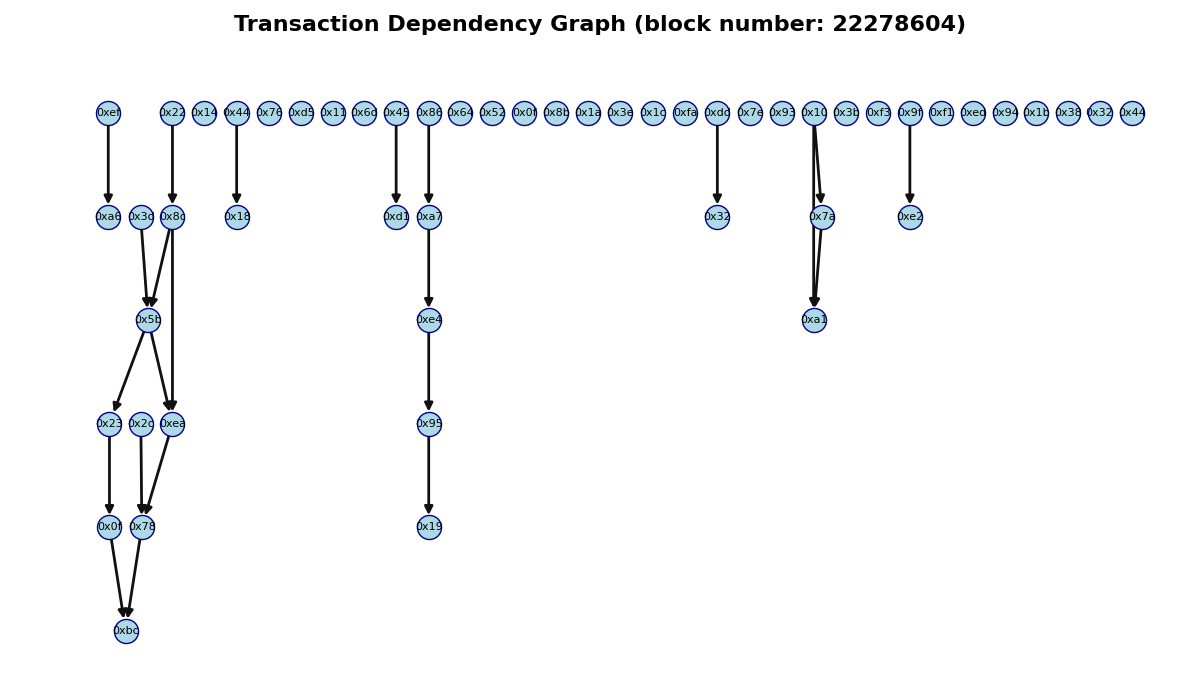 Transaction Dependency Graph (block number: 22278604)
0xef 0x22 0x14 0x44 0x76 0xd5 0x11 0x6d 0x45 0x86 0x64 0x52 0x0f 0x8b 0x1a 0x3e 0x1c 0xfa 0xdd 0x7e 0x93 0x10 0x3b 0xf3 0x9f 0xf1 0xed 0x94 0x1b 0x38 0x32 0x44
0xa6 0x3d 0x8c 0x18 0xd1 0xa7 0x32 0x7a 0xe2
0x5b 0xe4 0xa1
0x23 0x2c 0xea 0x95
0x0f 0x78 0x19
0xbc